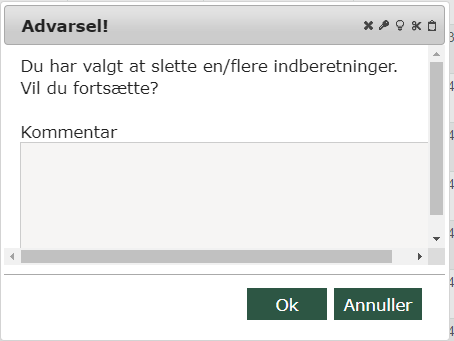 Advarsel!
Du har valgt at slette en/flere indberetninger.
Vil du fortsætte?
Kommentar
Ok
Annuller